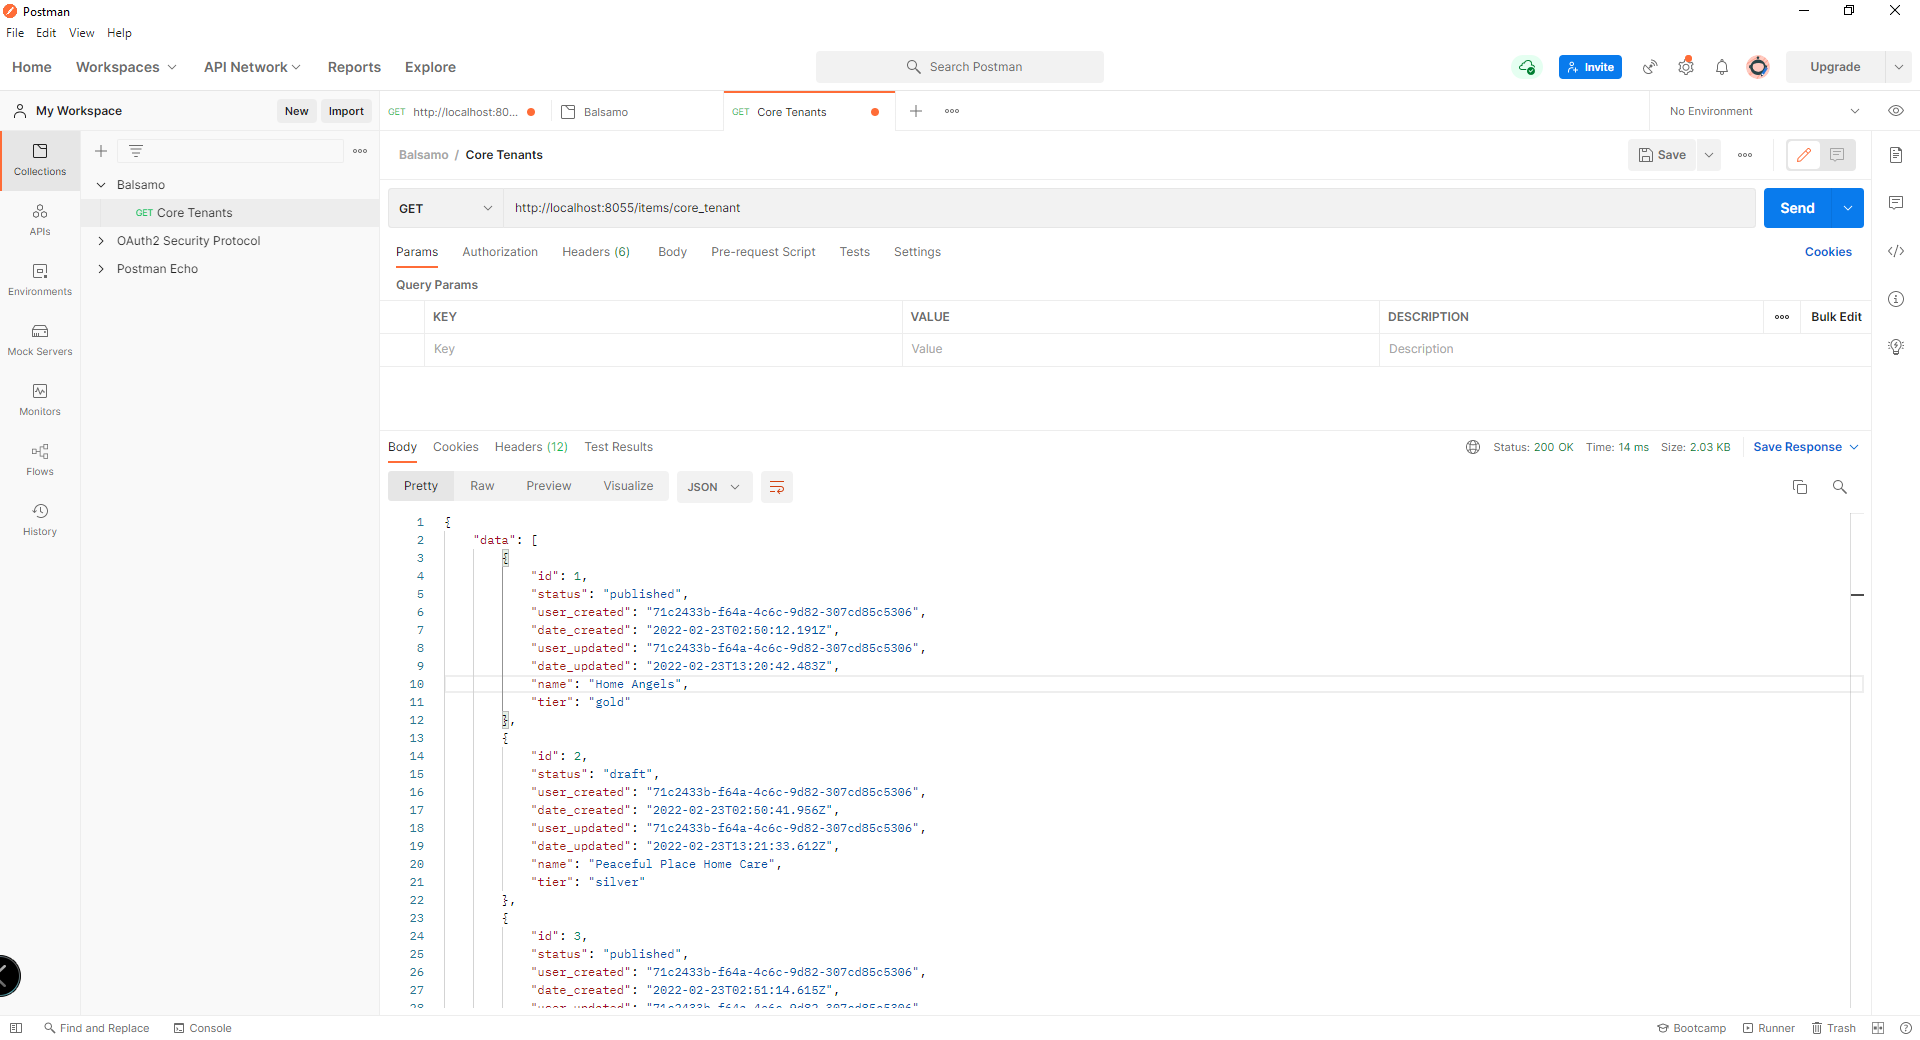 Postman
File Edit View Help
Home Workspaces API Network Reports Explore
Search Postman
Invite
Upgrade
My Workspace
New Import
GET http://localhost:80...
Balsamo
GET Core Tenants
No Environment
Collections
APIs
Environments
Mock Servers
Monitors
Flows
History
Balsamo
GET Core Tenants
OAuth2 Security Protocol
Postman Echo
Balsamo / Core Tenants
Save
GET http://localhost:8055/items/core_tenant
Send
Params Authorization Headers (6) Body Pre-request Script Tests Settings
Cookies
Query Params
KEY VALUE DESCRIPTION Bulk Edit
Key Value Description
Body Cookies Headers (12) Test Results
Status: 200 OK Time: 14 ms Size: 2.03 KB Save Response
Pretty Raw Preview Visualize JSON
1 {
2 "data": [
3 {
4 "id": 1,
5 "status": "published",
6 "user_created": "71c2433b-f64a-4c6c-9d82-307cd85c5306",
7 "date_created": "2022-02-23T02:50:12.191Z",
8 "user_updated": "71c2433b-f64a-4c6c-9d82-307cd85c5306",
9 "date_updated": "2022-02-23T13:20:42.483Z",
10 "name": "Home Angels",
11 "tier": "gold"
12 },
13 {
14 "id": 2,
15 "status": "draft",
16 "user_created": "71c2433b-f64a-4c6c-9d82-307cd85c5306",
17 "date_created": "2022-02-23T02:50:41.956Z",
18 "user_updated": "71c2433b-f64a-4c6c-9d82-307cd85c5306",
19 "date_updated": "2022-02-23T13:21:33.612Z",
20 "name": "Peaceful Place Home Care",
21 "tier": "silver"
22 },
23 {
24 "id": 3,
25 "status": "published",
26 "user_created": "71c2433b-f64a-4c6c-9d82-307cd85c5306",
27 "date_created": "2022-02-23T02:51:14.615Z",
28 "user_updated": "71c2433b-f64a-4c6c-9d82-307cd85c5306"
Find and Replace Console
Bootcamp Runner Trash